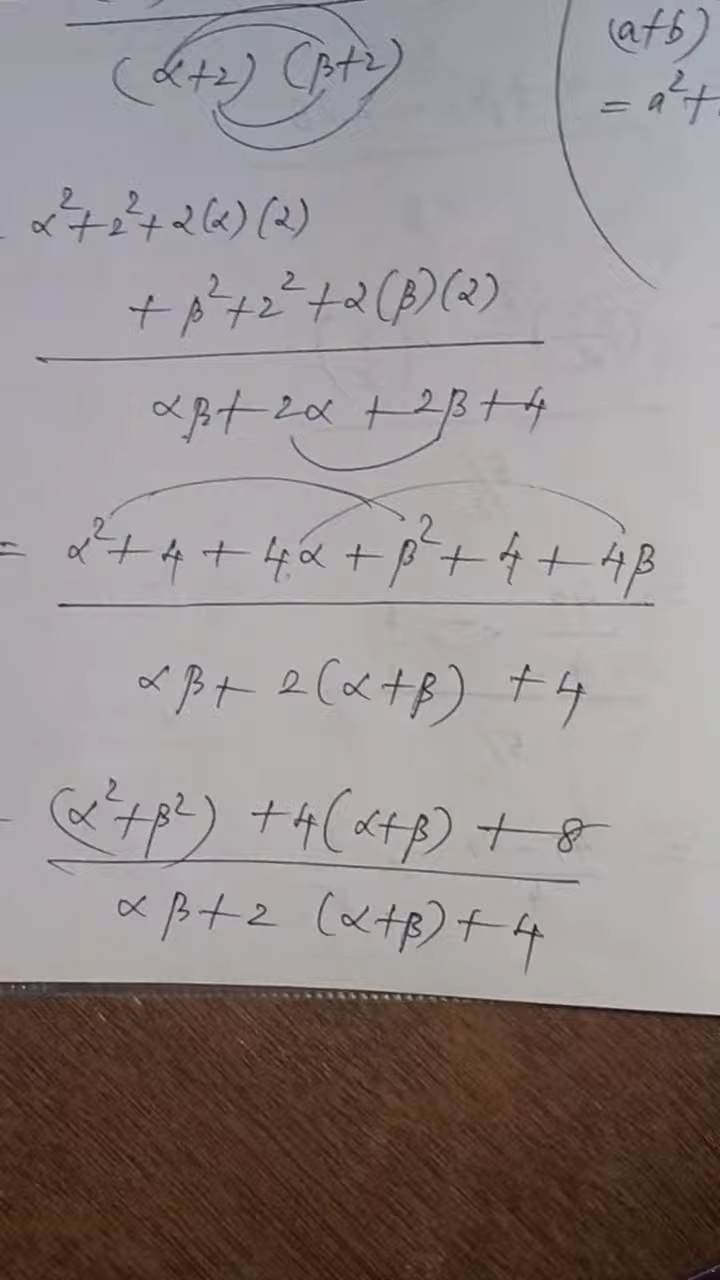 (α+2) (β+2)
(a+b)
= a²+
α²+2²+2(α)(2)
+ β²+2²+2(β)(2)
αβ+2α+2β+4
= α²+4+4α+β²+4+4β
αβ+2(α+β)+4
(α²+β²)+4(α+β)+8
αβ+2(α+β)+4